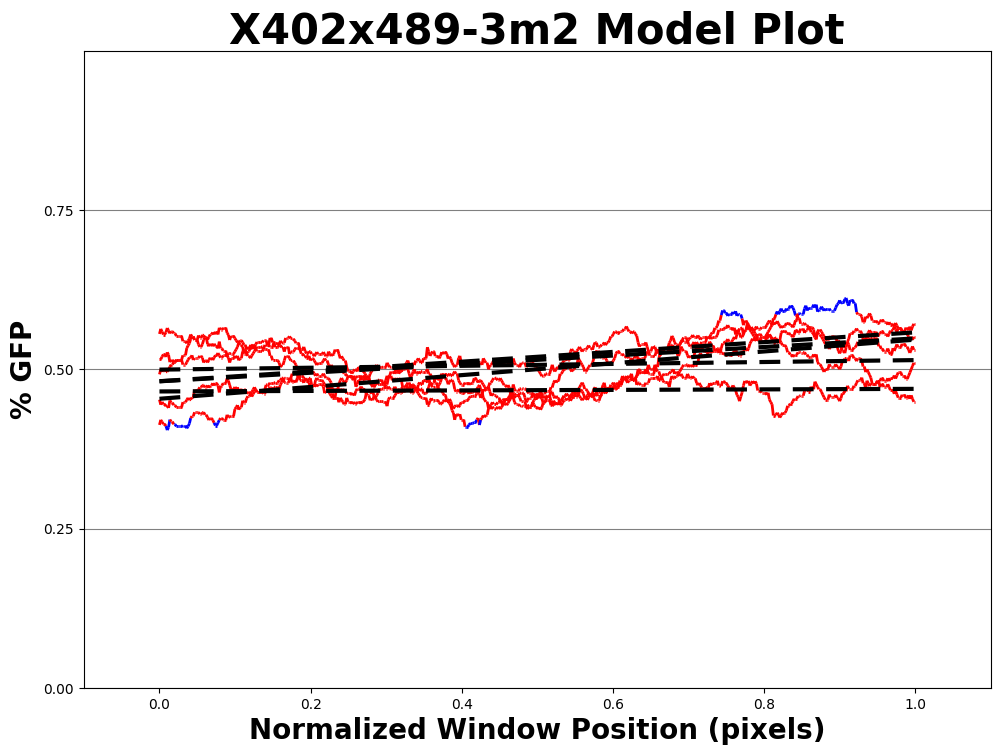 X402x489-3m2 Model Plot
% GFP
0.75
0.50
0.25
0.00
0.0 0.2 0.4 0.6 0.8 1.0
Normalized Window Position (pixels)